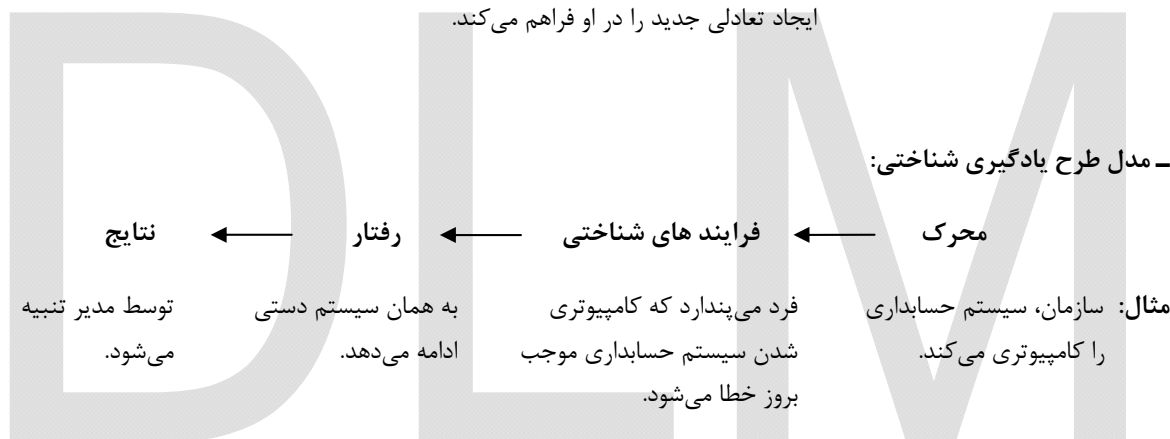 ایجاد تعادلی جدید را در او فراهم می‌کند.
ـ مدل طرح یادگیری شناختی:
محرک فرایند های شناختی رفتار نتایج
مثال: سازمان، سیستم حسابداری فرد می‌پندارد که کامپیوتری به همان سیستم دستی توسط مدیر تنبیه
را کامپیوتری می‌کند. شدن سیستم حسابداری موجب ادامه می‌دهد. می‌شود.
بروز خطا می‌شود.
DLM